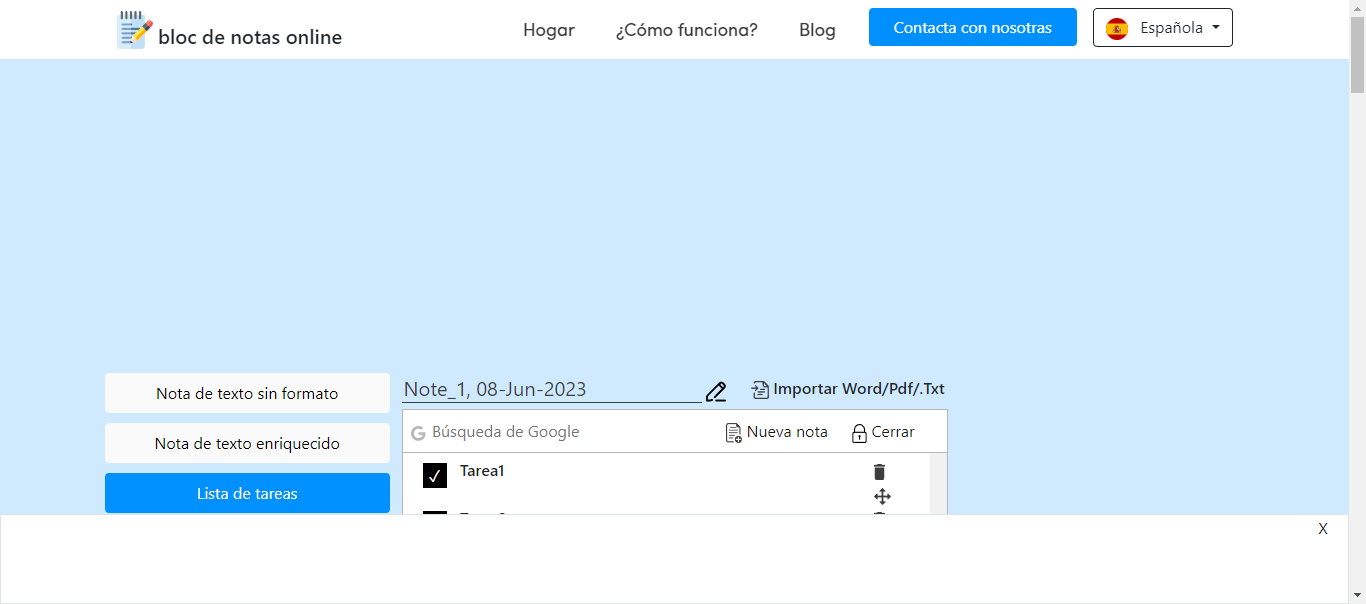 bloc de notas online
Hogar
¿Cómo funciona?
Blog
Contacta con nosotras
Española
Nota de texto sin formato
Nota de texto enriquecido
Lista de tareas
Note_1, 08-Jun-2023
Importar Word/Pdf/.Txt
Búsqueda de Google
Nueva nota
Cerrar
Tarea1
X